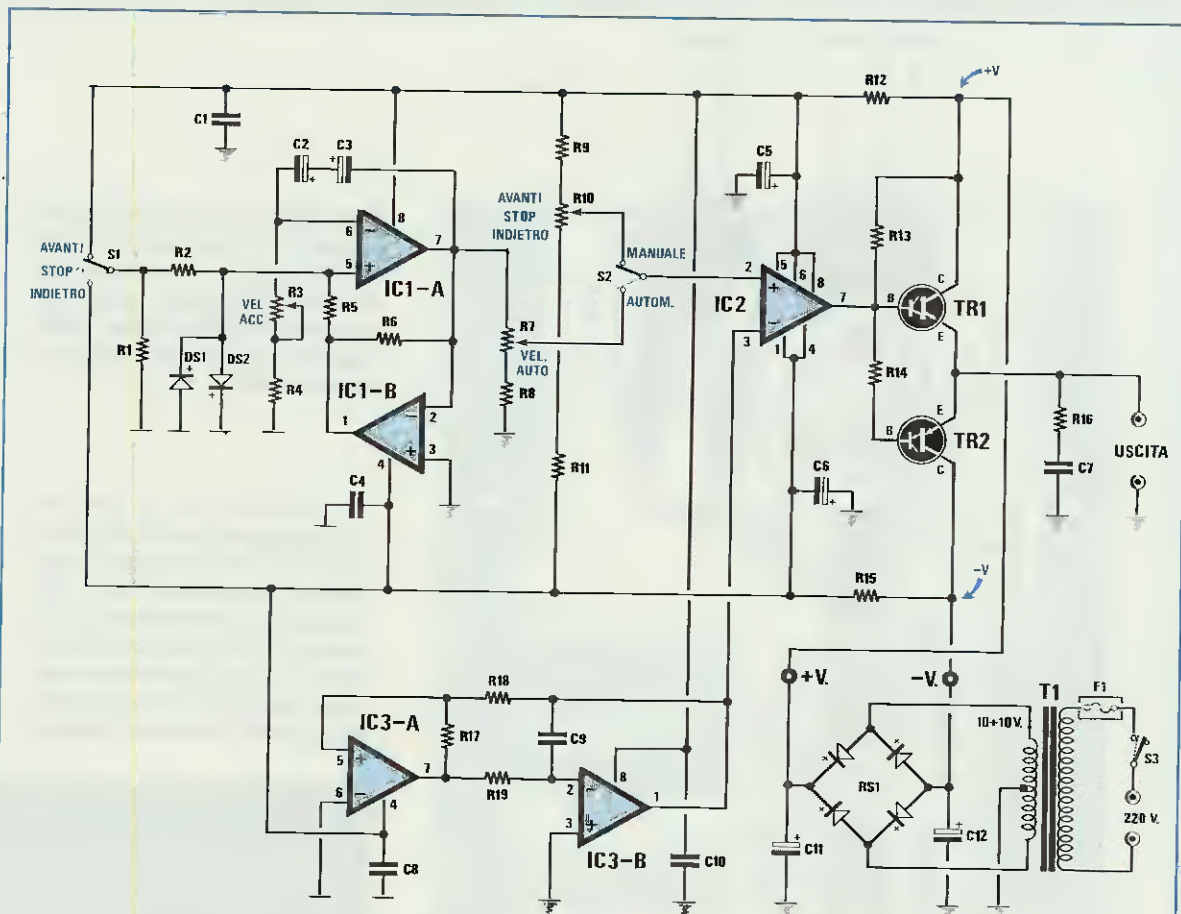 R12
+V
C1
R9
C2
+
+
C3
C5
+
AVANTI
STOP
INDIETRO
R10
R13
AVANTI
STOP
INDIETRO
S1
R2
6
-
8
7
5
+
IC1-A
MANUALE
S2
AUTOM.
2
5
6
8
+
-
7
IC2
3
1
4
C
B
TR1
E
R3
VEL
ACC
R5
R6
R7
VEL.
AUTO
R1
DS1
+
DS2
+
R4
R8
IC1-B
1
-
2
+
3
4
R14
E
B
TR2
C
R16
USCITA
C7
R11
C4
C6
+
R15
-V
+V.
-V.
T1
F1
R18
10+10V.
IC3-A
R17
C9
5
+
7
-
6
4
R19
2
-
8
1
3
+
RS1
S3
220 V.
IC3-B
C8
C10
C11
+
C12
+